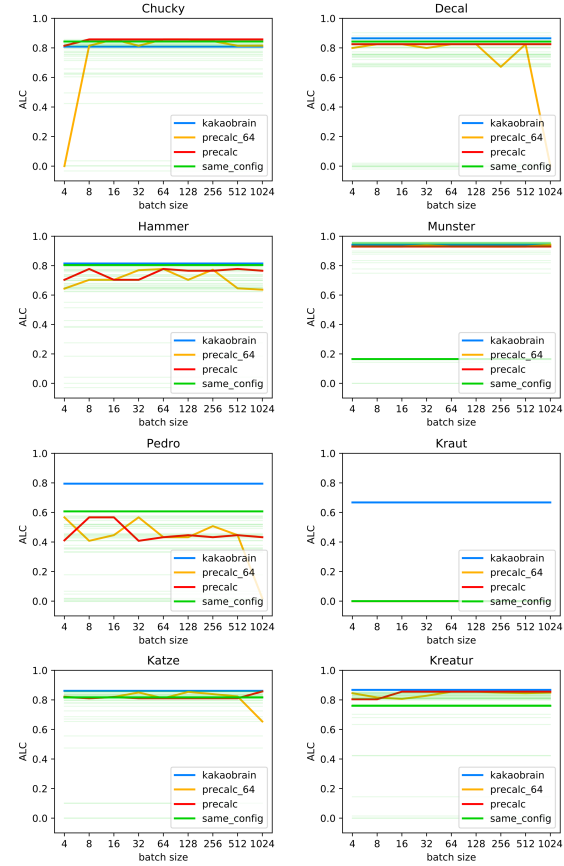 Chucky
ALC
1.0
0.8
0.6
0.4
0.2
0.0
kakaobrain
precalc_64
precalc
same_config
4 8 16 32 64 128 256 512 1024
batch size
Decal
ALC
1.0
0.8
0.6
0.4
0.2
0.0
kakaobrain
precalc_64
precalc
same_config
4 8 16 32 64 128 256 512 1024
batch size
Hammer
ALC
1.0
0.8
0.6
0.4
0.2
0.0
kakaobrain
precalc_64
precalc
same_config
4 8 16 32 64 128 256 512 1024
batch size
Munster
ALC
1.0
0.8
0.6
0.4
0.2
0.0
kakaobrain
precalc_64
precalc
same_config
4 8 16 32 64 128 256 512 1024
batch size
Pedro
ALC
1.0
0.8
0.6
0.4
0.2
0.0
kakaobrain
precalc_64
precalc
same_config
4 8 16 32 64 128 256 512 1024
batch size
Kraut
ALC
1.0
0.8
0.6
0.4
0.2
0.0
kakaobrain
precalc_64
precalc
same_config
4 8 16 32 64 128 256 512 1024
batch size
Katze
ALC
1.0
0.8
0.6
0.4
0.2
0.0
kakaobrain
precalc_64
precalc
same_config
4 8 16 32 64 128 256 512 1024
batch size
Kreatur
ALC
1.0
0.8
0.6
0.4
0.2
0.0
kakaobrain
precalc_64
precalc
same_config
4 8 16 32 64 128 256 512 1024
batch size